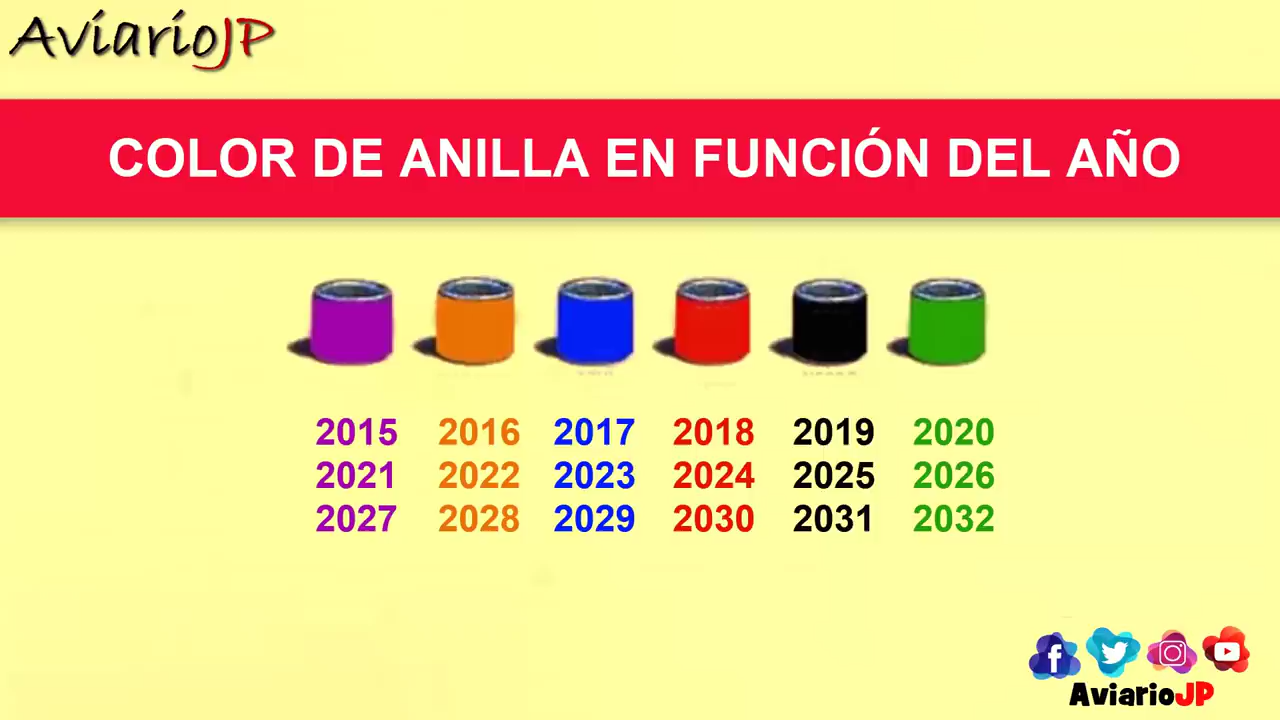 AviarioJP
COLOR DE ANILLA EN FUNCIÓN DEL AÑO
2015 2016 2017 2018 2019 2020
2021 2022 2023 2024 2025 2026
2027 2028 2029 2030 2031 2032
AviarioJP